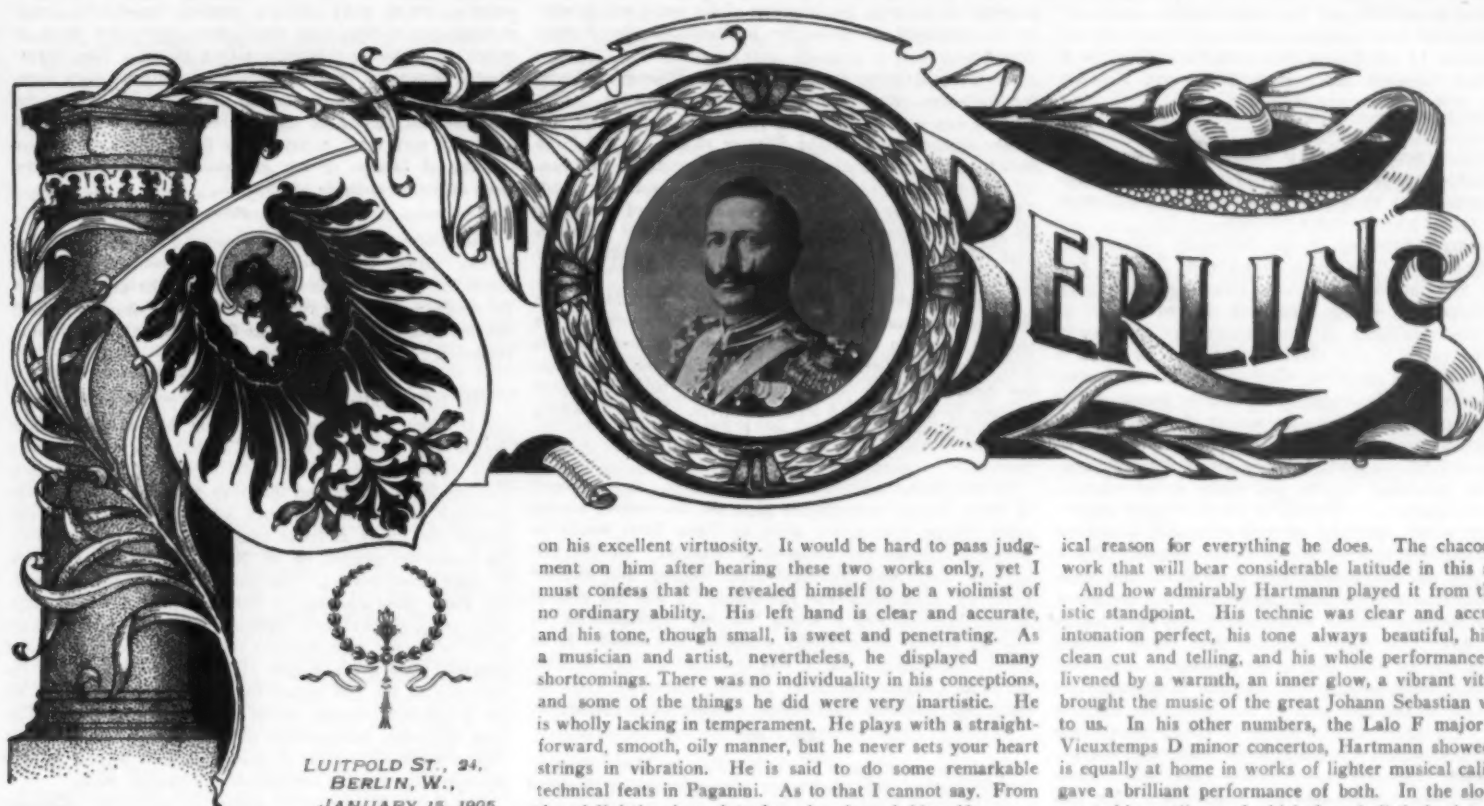 BERLIN
LUITPOLD ST., 24,
BERLIN, W.,
JANUARY 15, 1905
on his excellent virtuosity. It would be hard to pass judg-
ment on him after hearing these two works only, yet I
must confess that he revealed himself to be a violinist of
no ordinary ability. His left hand is clear and accurate,
and his tone, though small, is sweet and penetrating. As
a musician and artist, nevertheless, he displayed many
shortcomings. There was no individuality in his conceptions,
and some of the things he did were very inartistic. He
is wholly lacking in temperament. He plays with a straight-
forward, smooth, oily manner, but he never sets your heart
strings in vibration. He is said to do some remarkable
technical feats in Paganini. As to that I cannot say. From
ical reason for everything he does. The
work that will bear considerable latitude in this
And how admirably Hartmann played it from
istic standpoint. His technic was clear and
intonation perfect, his tone always beautiful,
clean cut and telling, and his whole performance
livened by a warmth, an inner glow, a vibrant
brought the music of the great Johann Sebastian
to us. In his other numbers, the Lalo F major
Vieuxtemps D minor concertos, Hartmann showe
is equally at home in works of lighter musical
gave a brilliant performance of both. In the